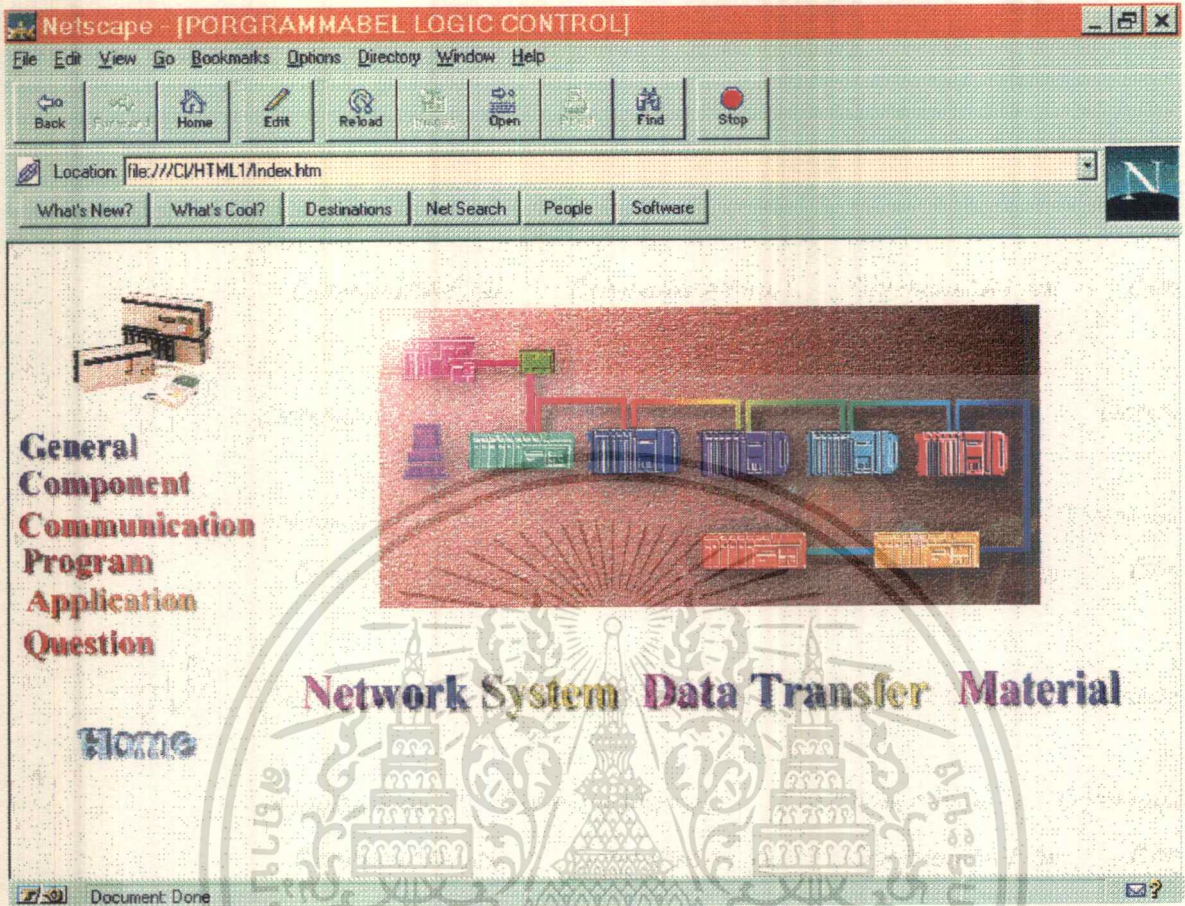 Netscape - [PORGRAMMABEL LOGIC CONTROL]
File Edit View Go Bookmarks Options Directory Window Help
Back Forward Home Edit Reload Images Open Print Find Stop
Location: file:///C|/HTML1/Index.htm
N
What's New? What's Cool? Destinations Net Search People Software
General
Component
Communication
Program
Application
Question
Network System Data Transfer Material
Home
Document: Done